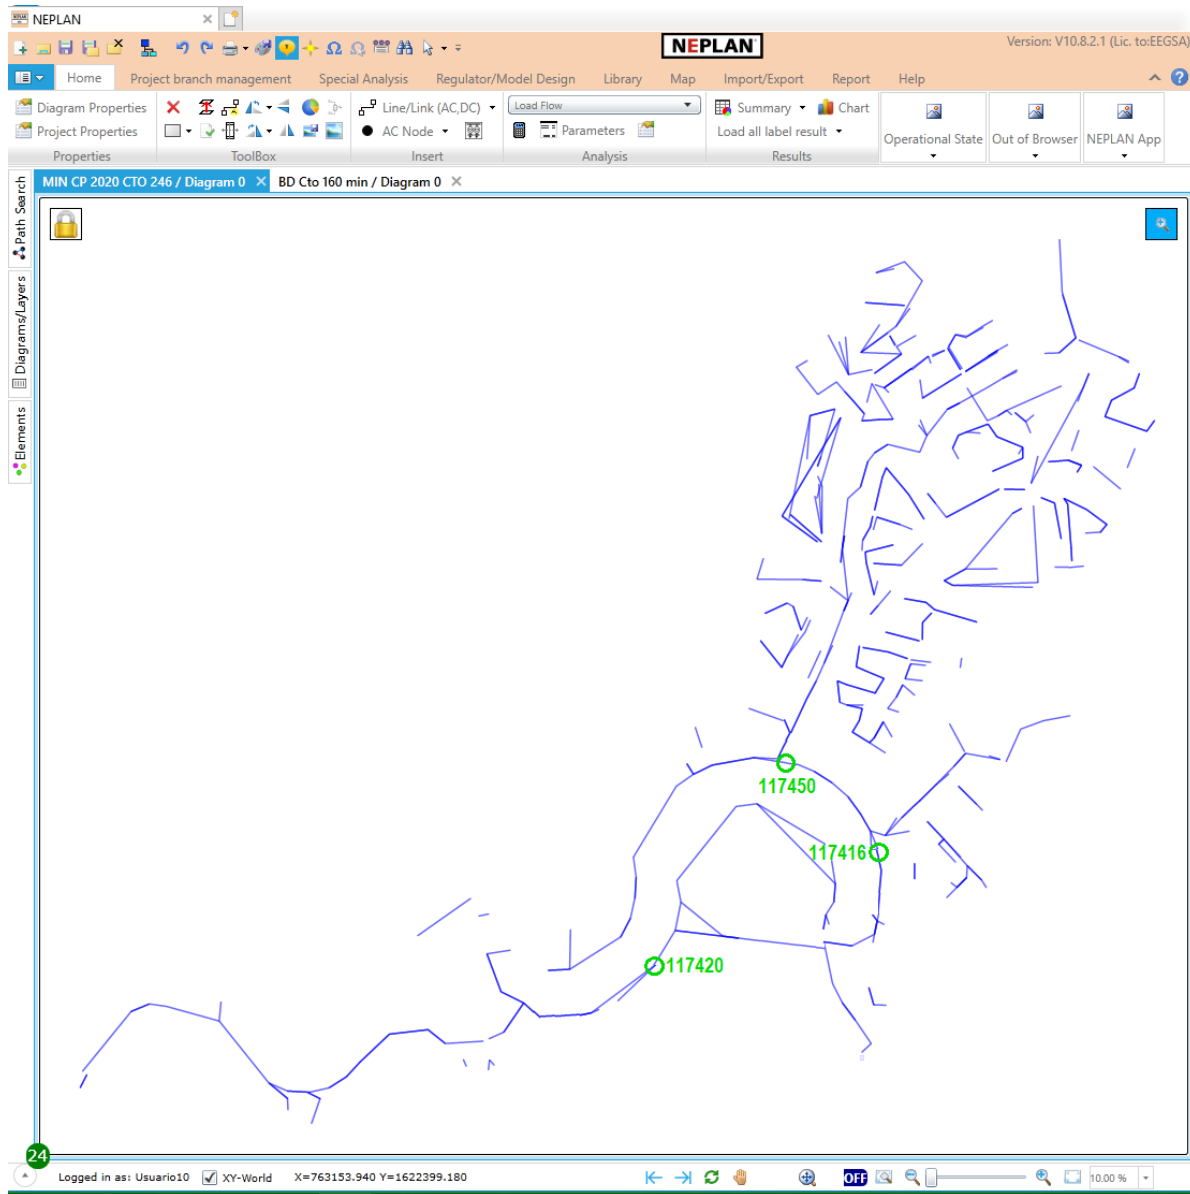 NEPLAN
NEPLAN
Version: V10.8.2.1 (Lic. to:EEGSA)
Home Project branch management Special Analysis Regulator/Model Design Library Map Import/Export Report Help
Diagram Properties Line/Link (AC,DC) Load Flow Summary Chart
Project Properties AC Node Parameters Load all label result Operational State Out of Browser NEPLAN App
Properties ToolBox Insert Analysis Results
MIN CP 2020 CTO 246 / Diagram 0 BD Cto 160 min / Diagram 0
Path Search
Diagrams/Layers
Elements
117450
117416
117420
24
Logged in as: Usuario10 XY-World X=763153.940 Y=1622399.180 OFF 10.00 %